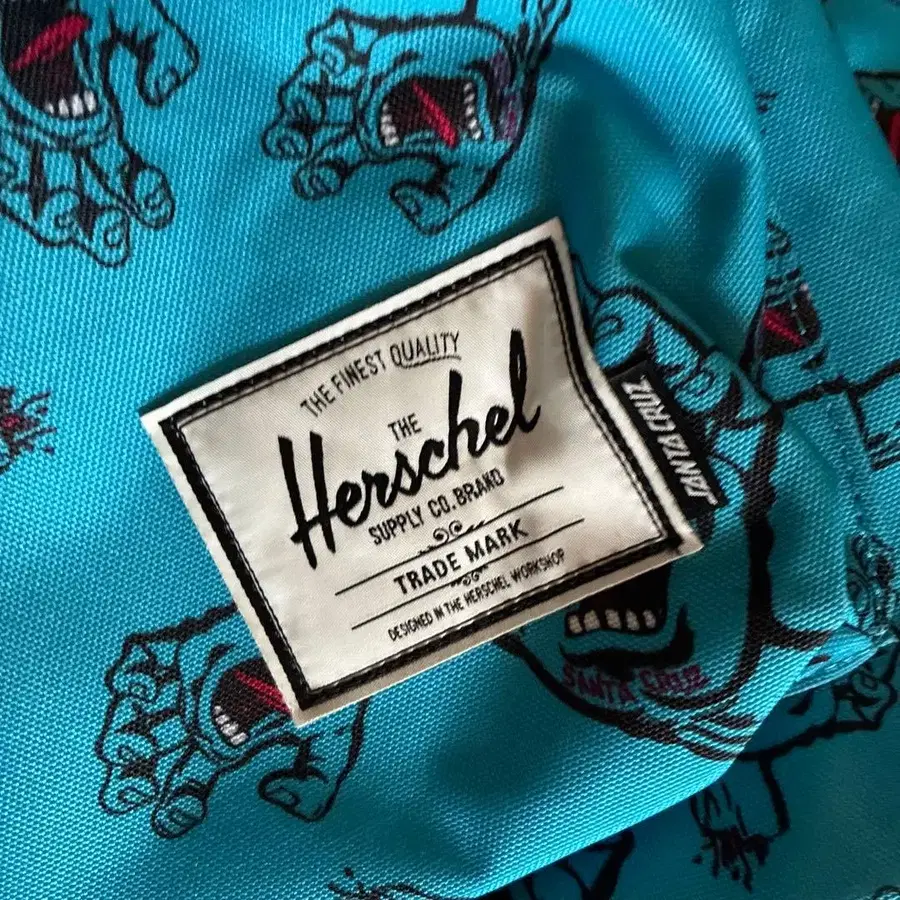 THE FINEST QUALITY
THE
Herschel
SUPPLY CO. BRAND
TRADE MARK
DESIGNED IN THE HERSCHEL WORKSHOP
SANTA CRUZ
SANTA CRUZ